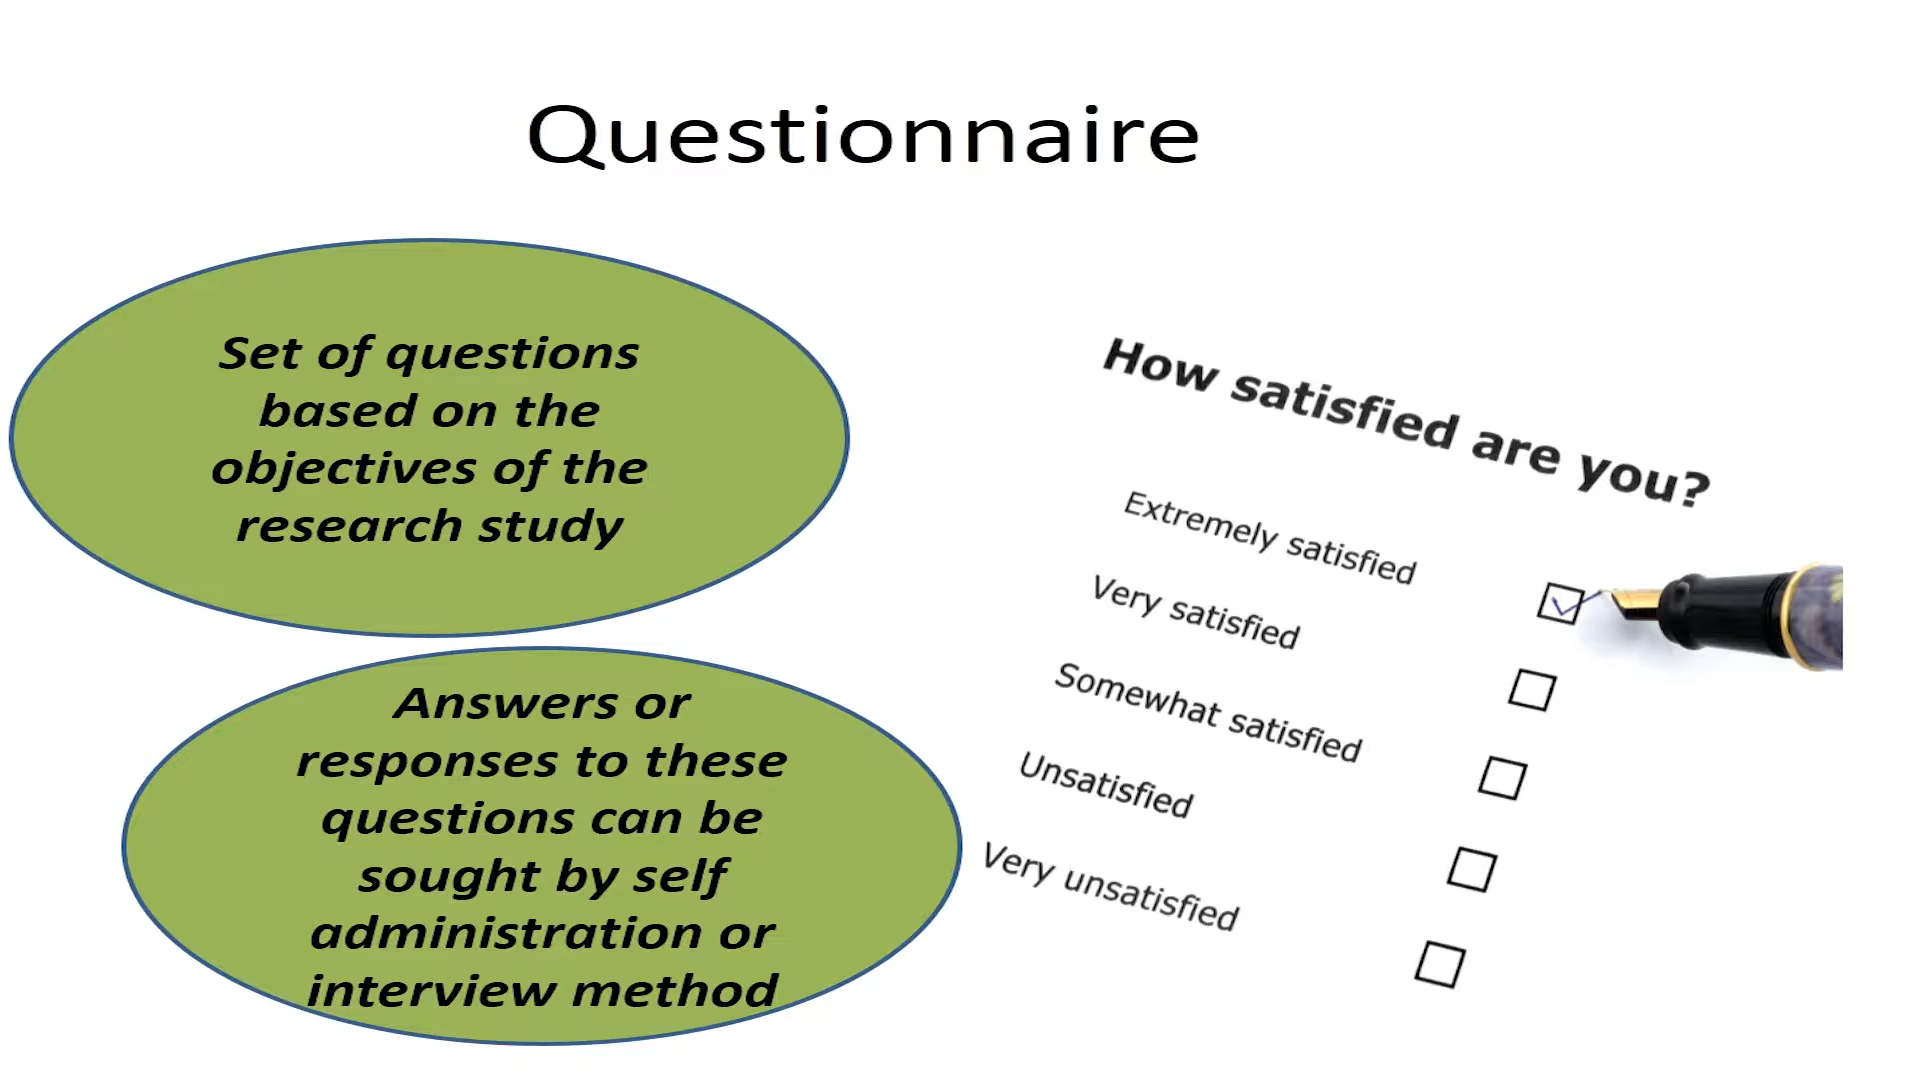 Questionnaire
Set of questions
based on the
objectives of the
research study
Answers or
responses to these
questions can be
sought by self
administration or
interview method
How satisfied are you?
Extremely satisfied
Very satisfied
Somewhat satisfied
Unsatisfied
Very unsatisfied